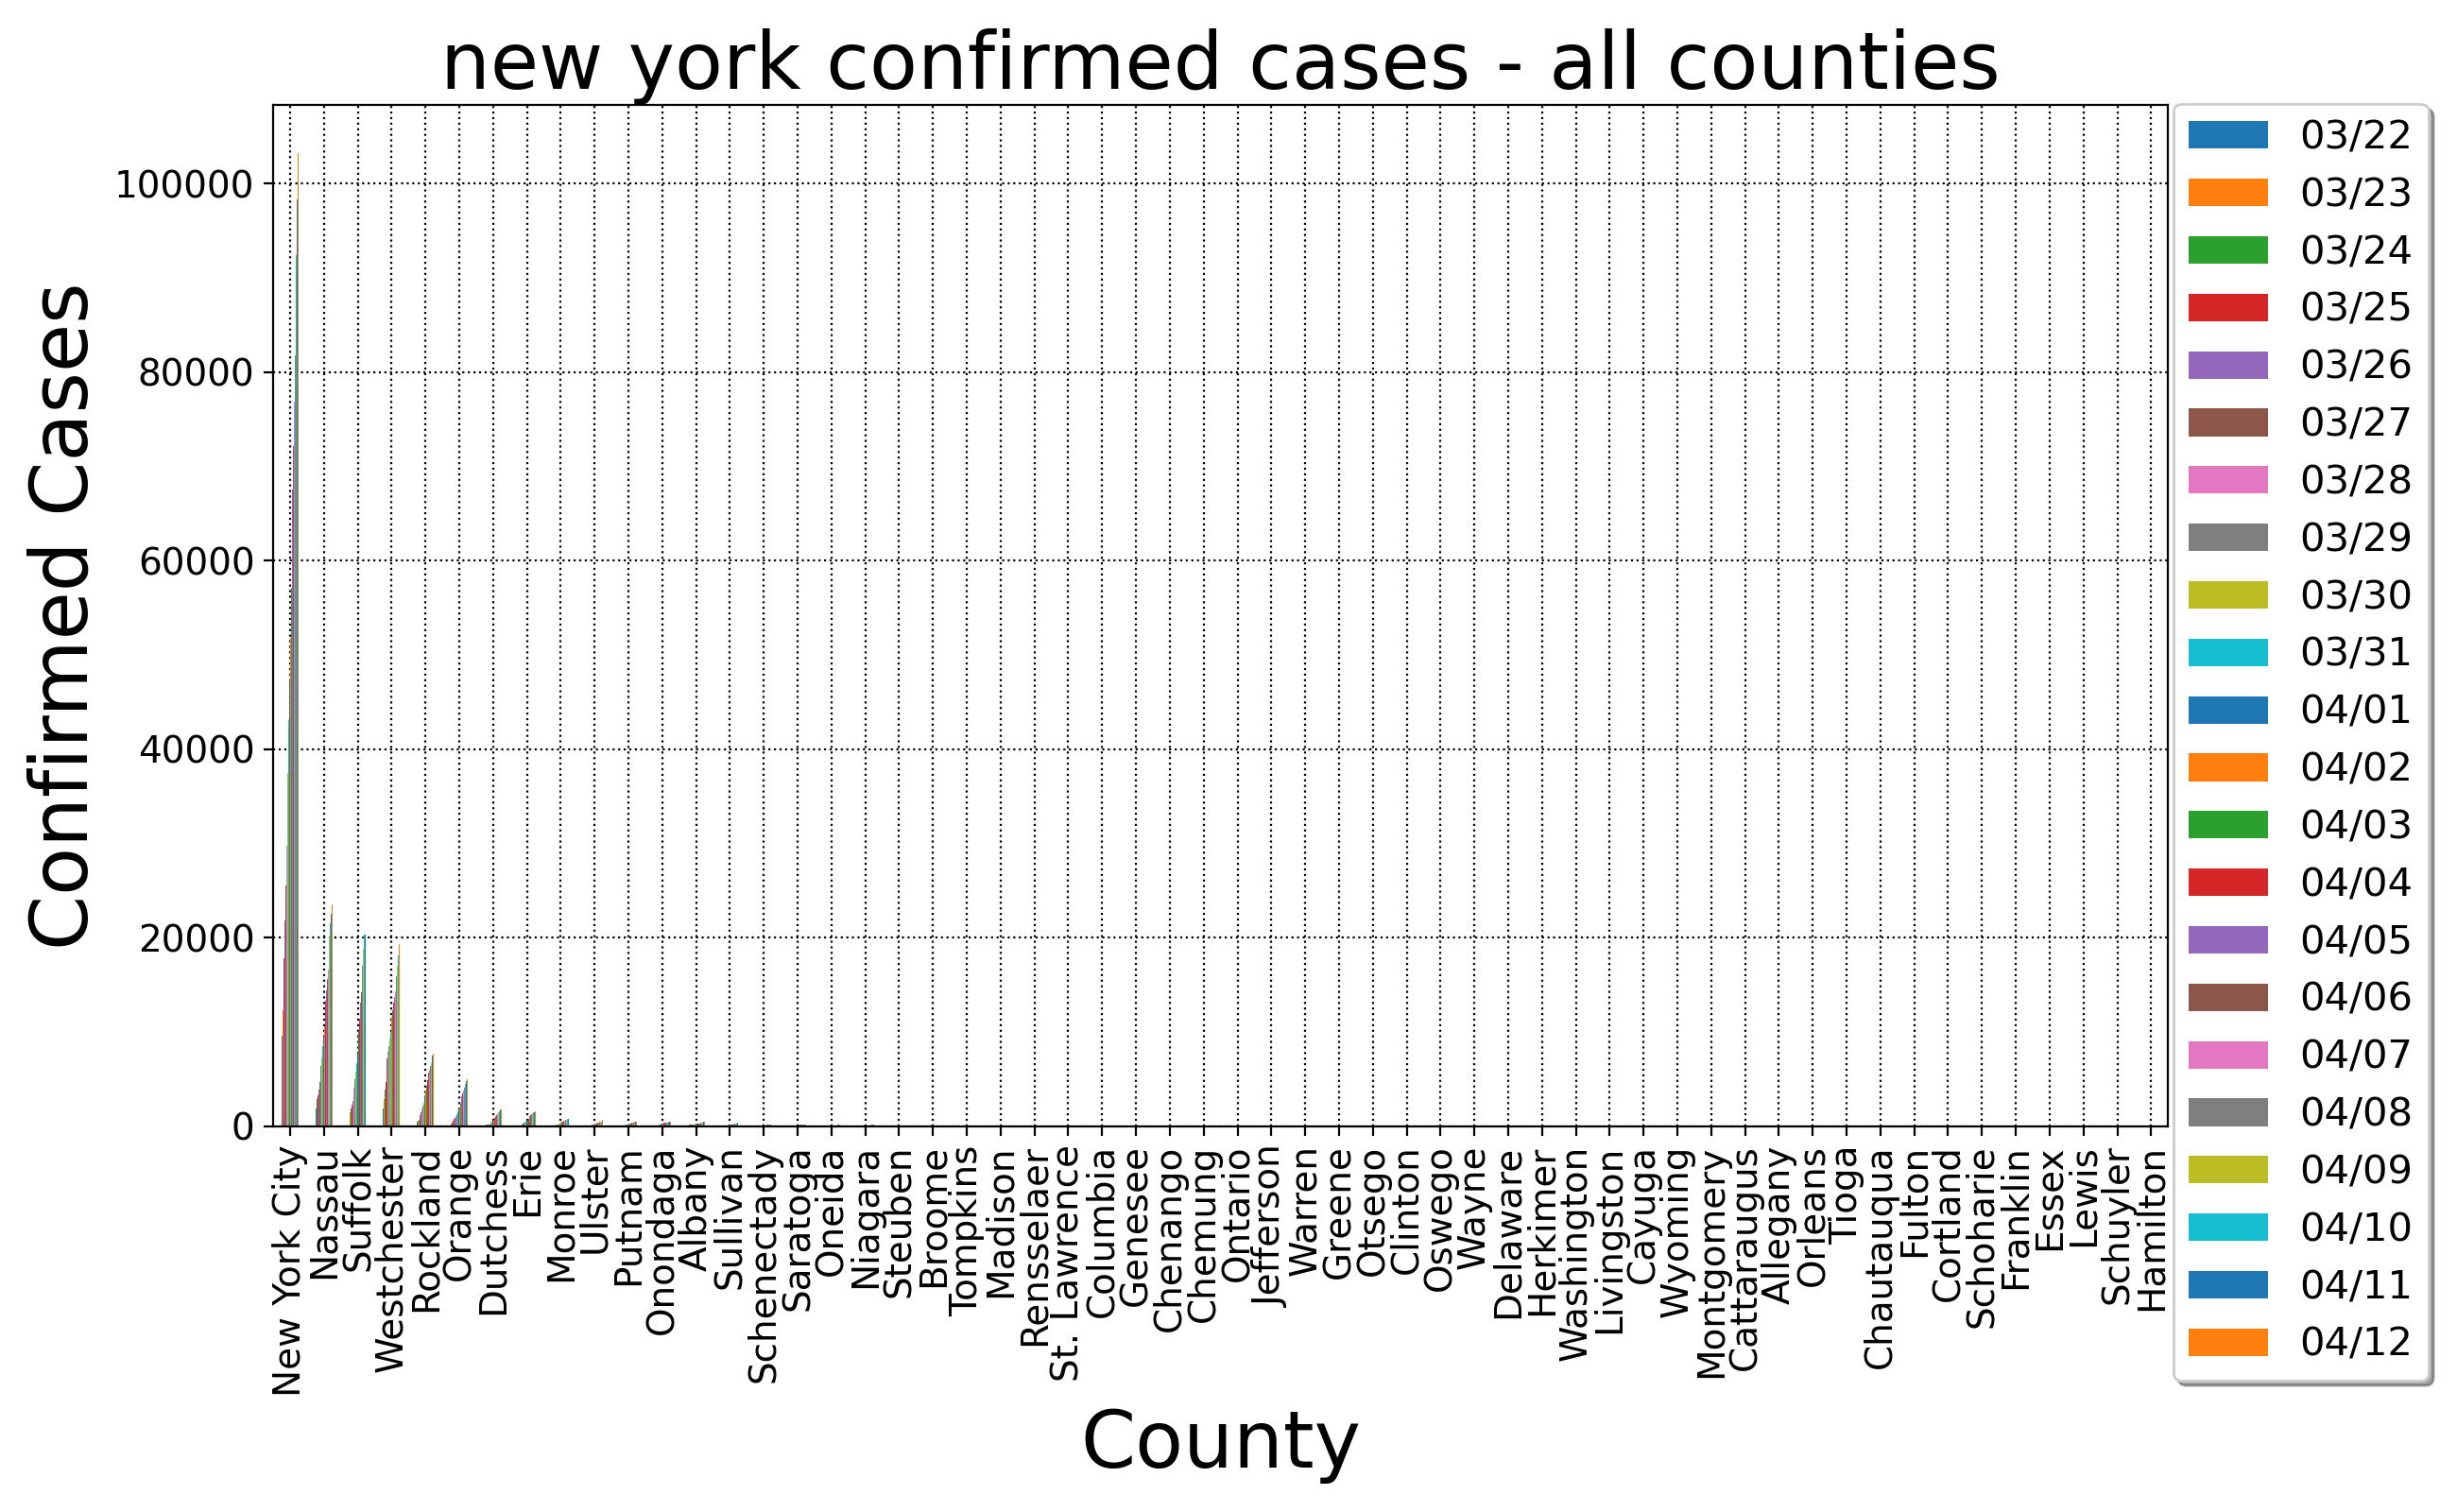 new york confirmed cases - all counties
Confirmed Cases
100000
80000
60000
40000
20000
0
New York City
Nassau
Suffolk
Westchester
Rockland
Orange
Dutchess
Erie
Monroe
Ulster
Putnam
Onondaga
Albany
Sullivan
Schenectady
Saratoga
Oneida
Niagara
Steuben
Broome
Tompkins
Madison
Rensselaer
St. Lawrence
Columbia
Genesee
Chenango
Chemung
Ontario
Jefferson
Warren
Greene
Otsego
Clinton
Oswego
Wayne
Delaware
Herkimer
Washington
Livingston
Cayuga
Wyoming
Montgomery
Cattaraugus
Allegany
Orleans
Tioga
Chautauqua
Fulton
Cortland
Schoharie
Franklin
Essex
Lewis
Schuyler
Hamilton
County
03/22
03/23
03/24
03/25
03/26
03/27
03/28
03/29
03/30
03/31
04/01
04/02
04/03
04/04
04/05
04/06
04/07
04/08
04/09
04/10
04/11
04/12